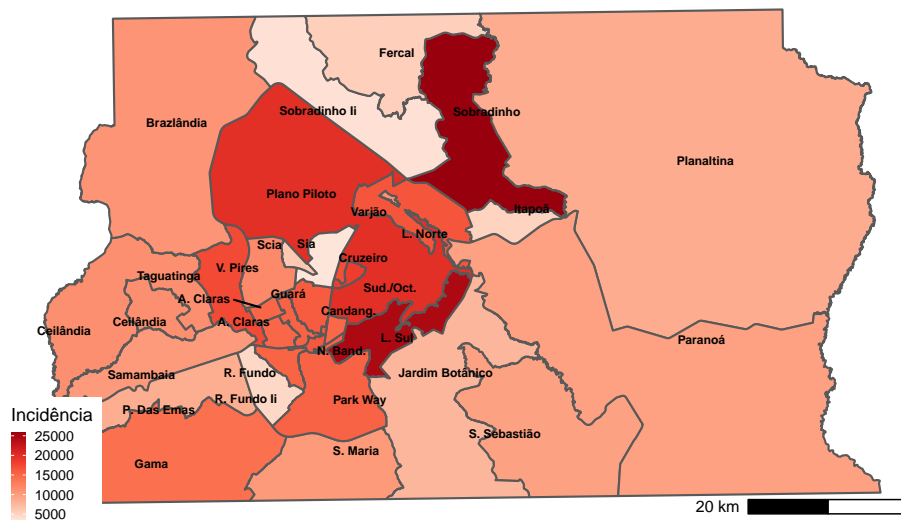 Fercal
Sobradinho Ii
Sobradinho
Brazlândia
Planaltina
Plano Piloto
Varjão
Itapoã
L. Norte
Scia
Sia
Cruzeiro
V. Pires
Taguatinga
Sud./Oct.
Guará
A. Claras
Candang.
Ceilândia
Ceilândia
A. Claras
L. Sul
Paranoá
N. Band.
Samambaia
R. Fundo
Jardim Botânico
R. Fundo Ii
Park Way
P. Das Emas
S. Sebastião
S. Maria
Gama
Incidência
25000
20000
15000
10000
5000
20 km